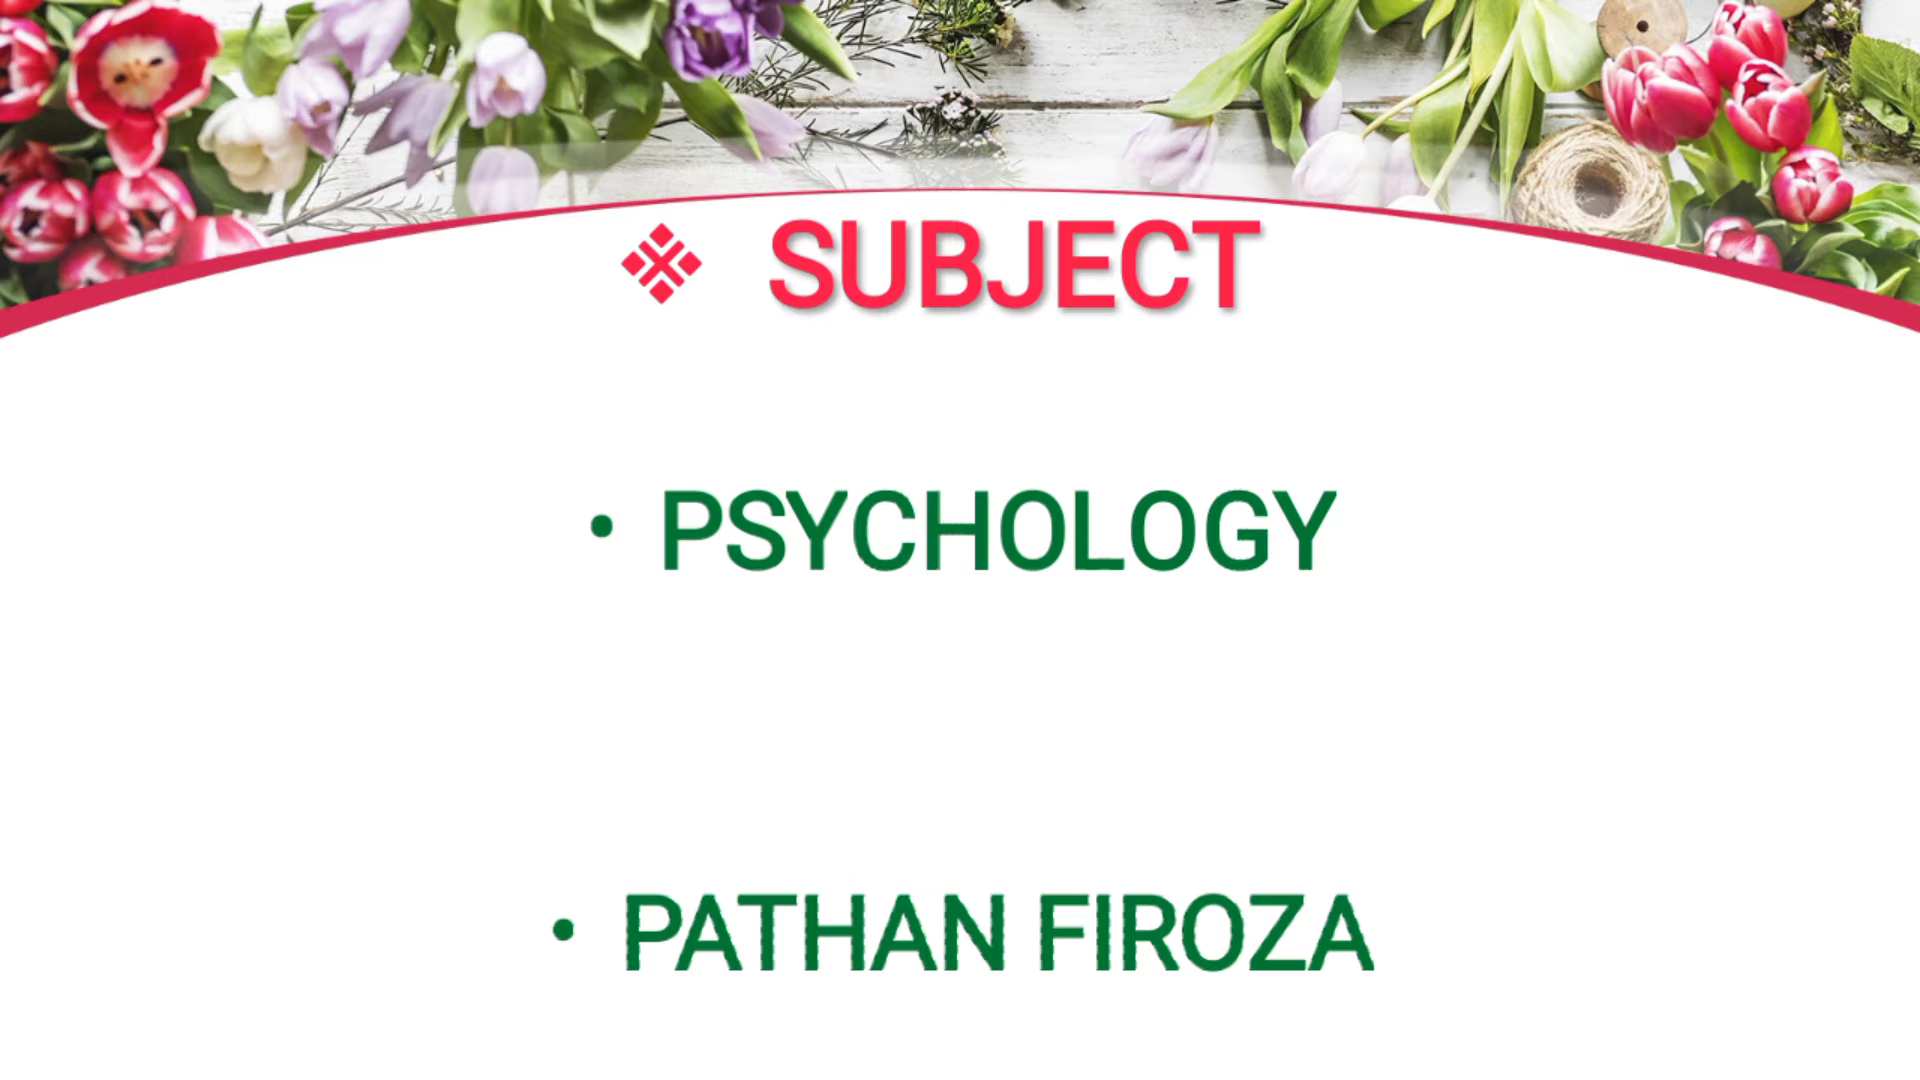 ❖ SUBJECT
• PSYCHOLOGY
• PATHAN FIROZA